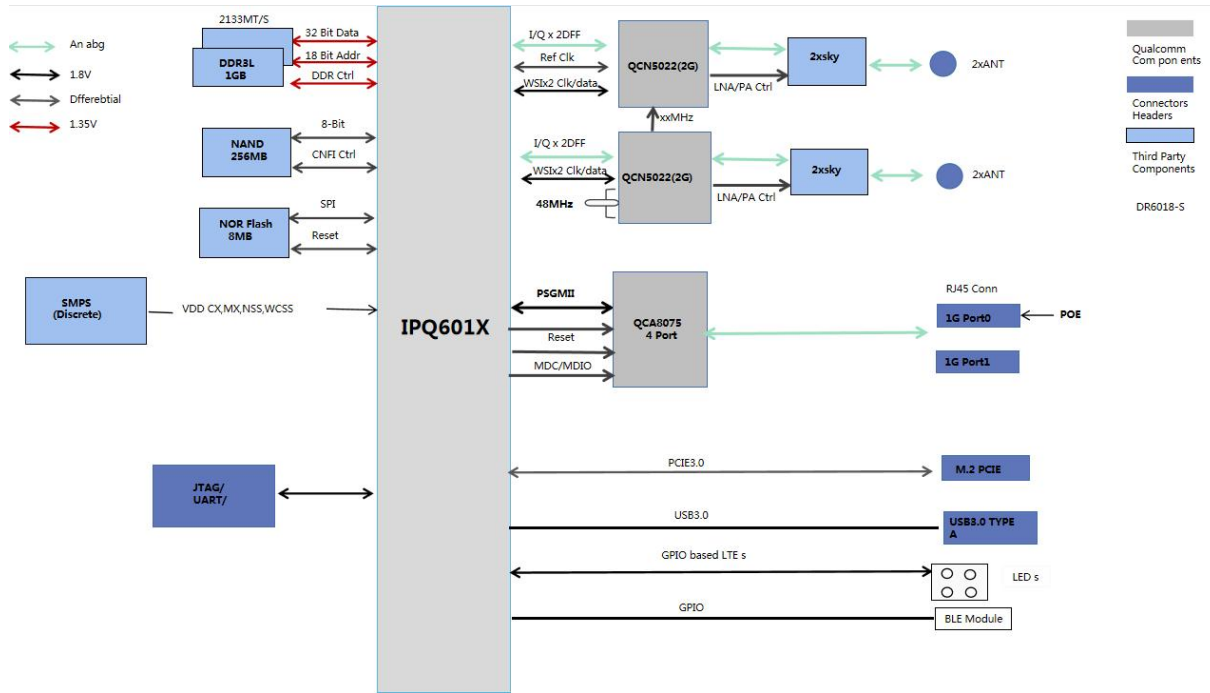 An abg
1.8V
Dfferebtial
1.35V
2133MT/S
DDR3L
1GB
32 Bit Data
18 Bit Addr
DDR Ctrl
NAND
256MB
8-Bit
CNFI Ctrl
NOR Flash
8MB
SPI
Reset
SMPS
(Discrete)
VDD CX,MX,NSS,WCSS
JTAG/
UART/
IPQ601X
I/Q x 2DFF
Ref Clk
WSIx2 Clk/data
QCN5022(2G)
LNA/PA Ctrl
2xsky
2xANT
xxMHz
I/Q x 2DFF
WSIx2 Clk/data
48MHz
QCN5022(2G)
LNA/PA Ctrl
2xsky
2xANT
PSGMII
Reset
MDC/MDIO
QCA8075
4 Port
RJ45 Conn
1G Port0
POE
1G Port1
PCIE3.0
M.2 PCIE
USB3.0
USB3.0 TYPE
A
GPIO based LTE s
LED s
GPIO
BLE Module
Qualcomm
Com pon ents
Connectors
Headers
Third Party
Components
DR6018-S